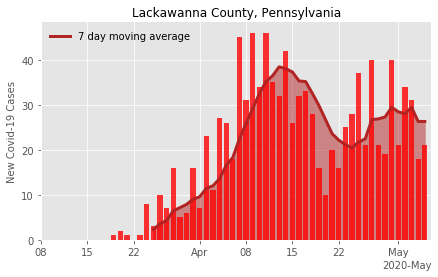 Lackawanna County, Pennsylvania
7 day moving average
New Covid-19 Cases
40
30
20
10
0
08 15 22 Apr 08 15 22 May
2020-May